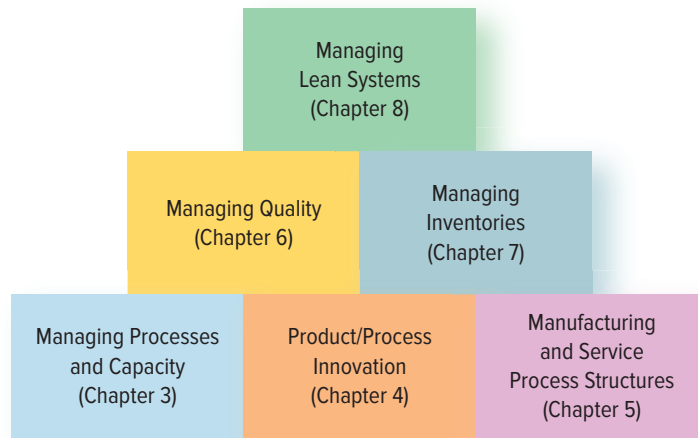 Managing
Lean Systems
(Chapter 8)
Managing Quality
(Chapter 6)
Managing
Inventories
(Chapter 7)
Managing Processes
and Capacity
(Chapter 3)
Product/Process
Innovation
(Chapter 4)
Manufacturing
and Service
Process Structures
(Chapter 5)